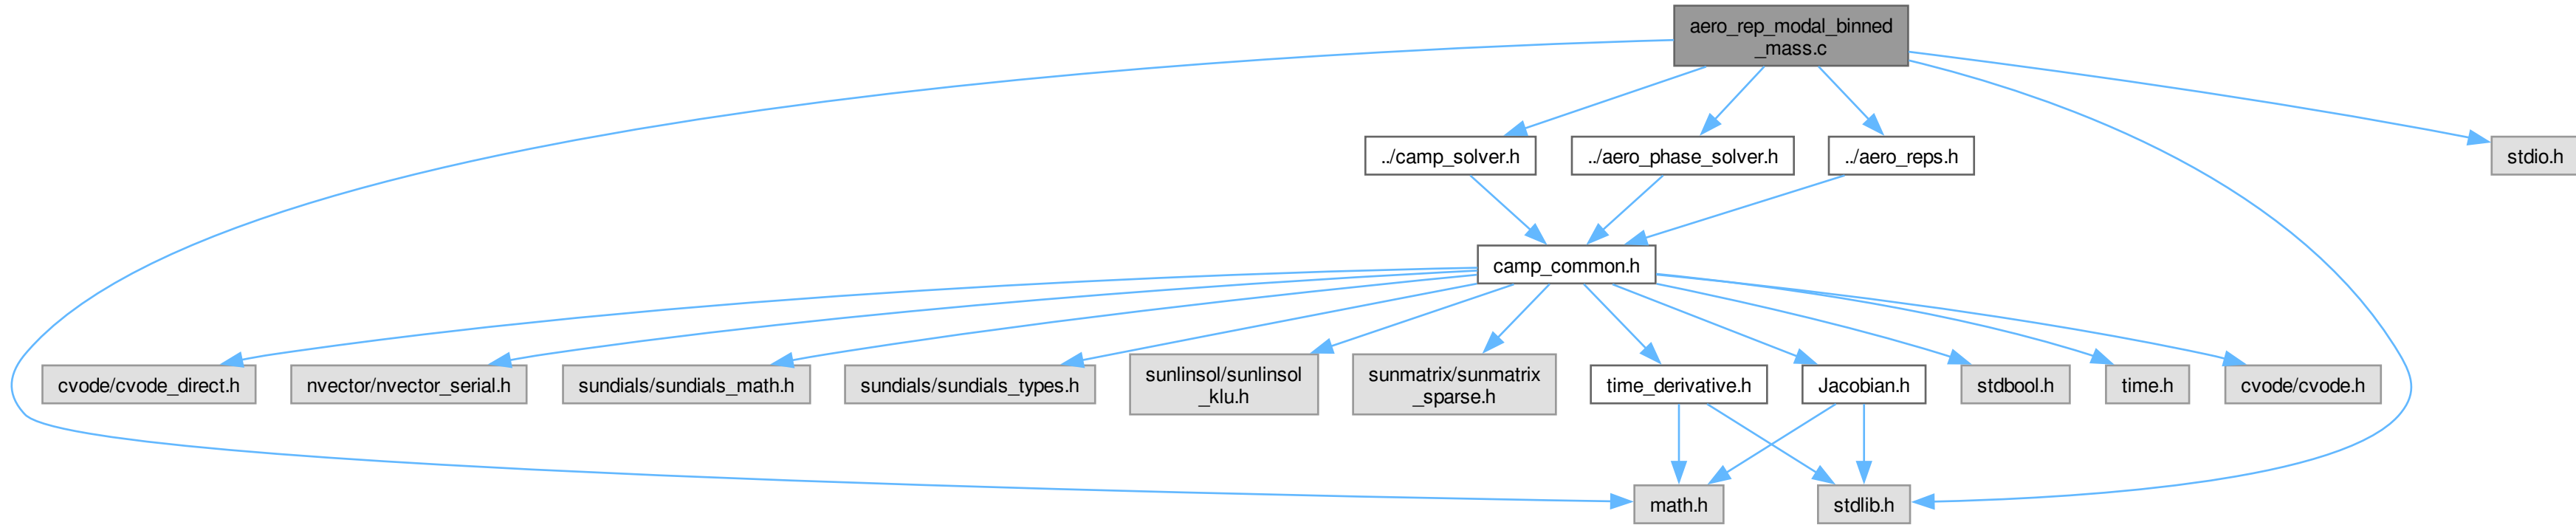 aero_rep_modal_binned
_mass.c
../camp_solver.h
../aero_phase_solver.h
../aero_reps.h
stdio.h
camp_common.h
cvode/cvode_direct.h
nvector/nvector_serial.h
sundials/sundials_math.h
sundials/sundials_types.h
sunlinsol/sunlinsol
_klu.h
sunmatrix/sunmatrix
_sparse.h
time_derivative.h
Jacobian.h
stdbool.h
time.h
cvode/cvode.h
math.h
stdlib.h